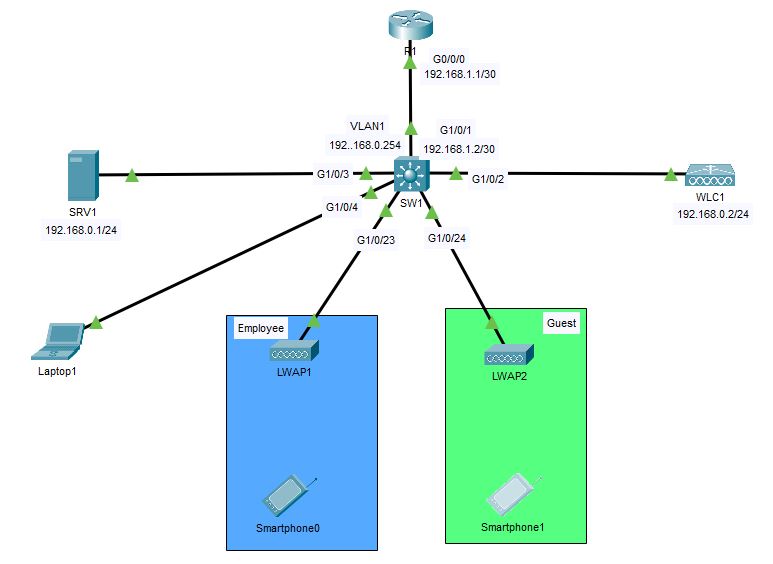 R1
G0/0/0
192.168.1.1/30
VLAN1
192..168.0.254
G1/0/1
192.168.1.2/30
G1/0/3
G1/0/2
SW1
SRV1
192.168.0.1/24
WLC1
192.168.0.2/24
G1/0/4
G1/0/23
G1/0/24
Employee
Guest
Laptop1
LWAP1
LWAP2
Smartphone0
Smartphone1